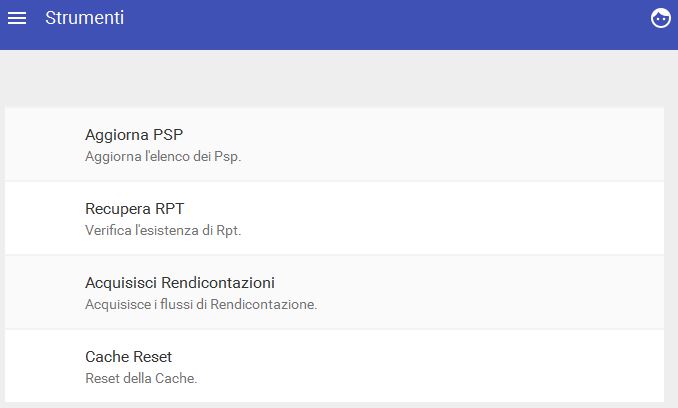 Strumenti
Aggiorna PSP
Aggiorna l'elenco dei Psp.
Recupera RPT
Verifica l'esistenza di Rpt.
Acquisisci Rendicontazioni
Acquisisce i flussi di Rendicontazione.
Cache Reset
Reset della Cache.